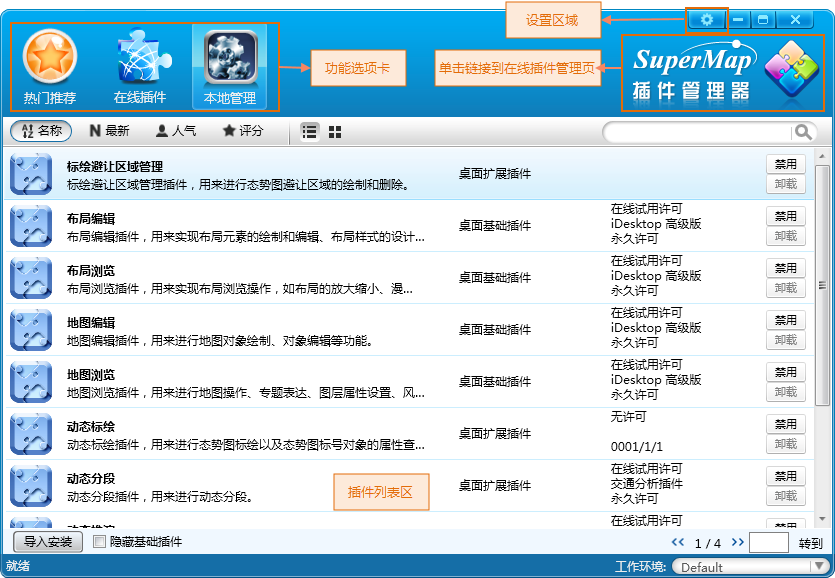 设置区域
热门推荐
在线插件
本地管理
功能选项卡
单击链接到在线插件管理页
SuperMap
插件管理器
名称
N 最新
人气
评分
标绘避让区域管理
标绘避让区域管理插件，用来进行态势图避让区域的绘制和删除。
桌面扩展插件
禁用
卸载
布局编辑
布局编辑插件，用来实现布局元素的绘制和编辑、布局样式的设计...
桌面基础插件
在线试用许可
iDesktop 高级版
永久许可
禁用
卸载
布局浏览
布局浏览插件，用来实现布局浏览操作，如布局的放大缩小、漫...
桌面基础插件
在线试用许可
iDesktop 高级版
永久许可
禁用
卸载
地图编辑
地图编辑插件，用来进行地图对象绘制、对象编辑等功能。
桌面基础插件
在线试用许可
iDesktop 高级版
永久许可
禁用
卸载
地图浏览
地图浏览插件，用来进行地图操作、专题表达、图层属性设置、风...
桌面基础插件
在线试用许可
iDesktop 高级版
永久许可
禁用
卸载
动态标绘
动态标绘插件，用来进行态势图标绘以及态势图标号对象的属性查...
桌面扩展插件
无许可
0001/1/1
禁用
卸载
动态分段
动态分段插件，用来进行动态分段。
桌面扩展插件
在线试用许可
交通分析插件
永久许可
禁用
卸载
插件列表区
在线试用许可
禁用
导入安装
隐藏基础插件
<< 1 / 4 >>
转到
就绪
工作环境:
Default